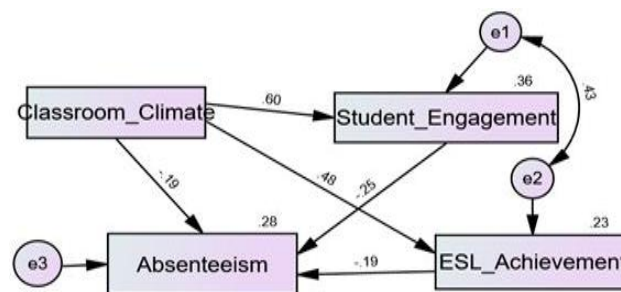 e1
.36
.43
.60
Classroom_Climate
Student_Engagement
.48
-.25
-.19
e2
.28
.23
e3
Absenteeism
-.19
ESL_Achievement